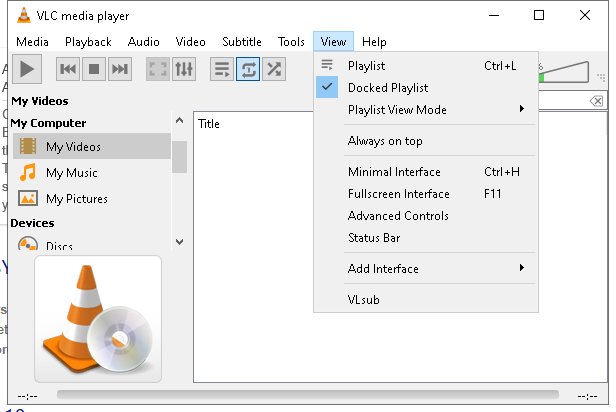 VLC media player
Media Playback Audio Video Subtitle Tools View Help
%
My Videos
My Computer
My Videos
My Music
My Pictures
Devices
Discs
Title
Playlist Ctrl+L
Docked Playlist
Playlist View Mode
Always on top
Minimal Interface Ctrl+H
Fullscreen Interface F11
Advanced Controls
Status Bar
Add Interface
VLsub
--:-- --:--